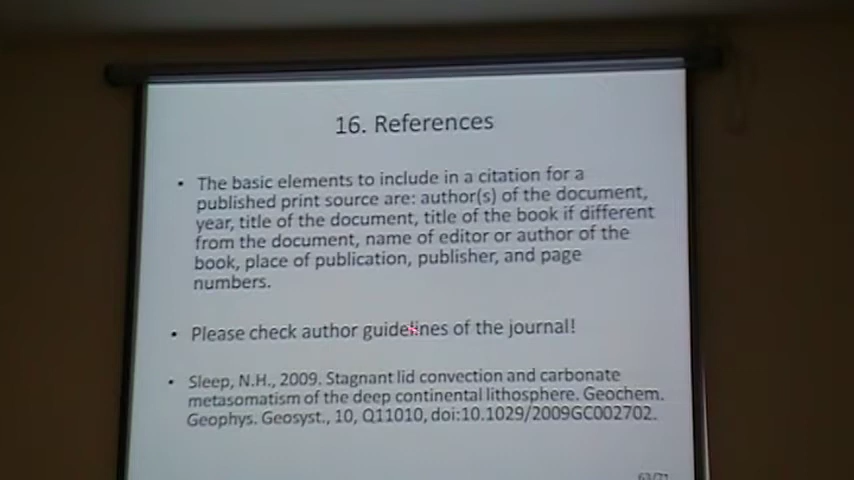 16. References
• The basic elements to include in a citation for a
published print source are: author(s) of the document,
year, title of the document, title of the book if different
from the document, name of editor or author of the
book, place of publication, publisher, and page
numbers.
• Please check author guidelines of the journal!
• Sleep, N.H., 2009. Stagnant lid convection and carbonate
metasomatism of the deep continental lithosphere. Geochem.
Geophys. Geosyst., 10, Q11010, doi:10.1029/2009GC002702.